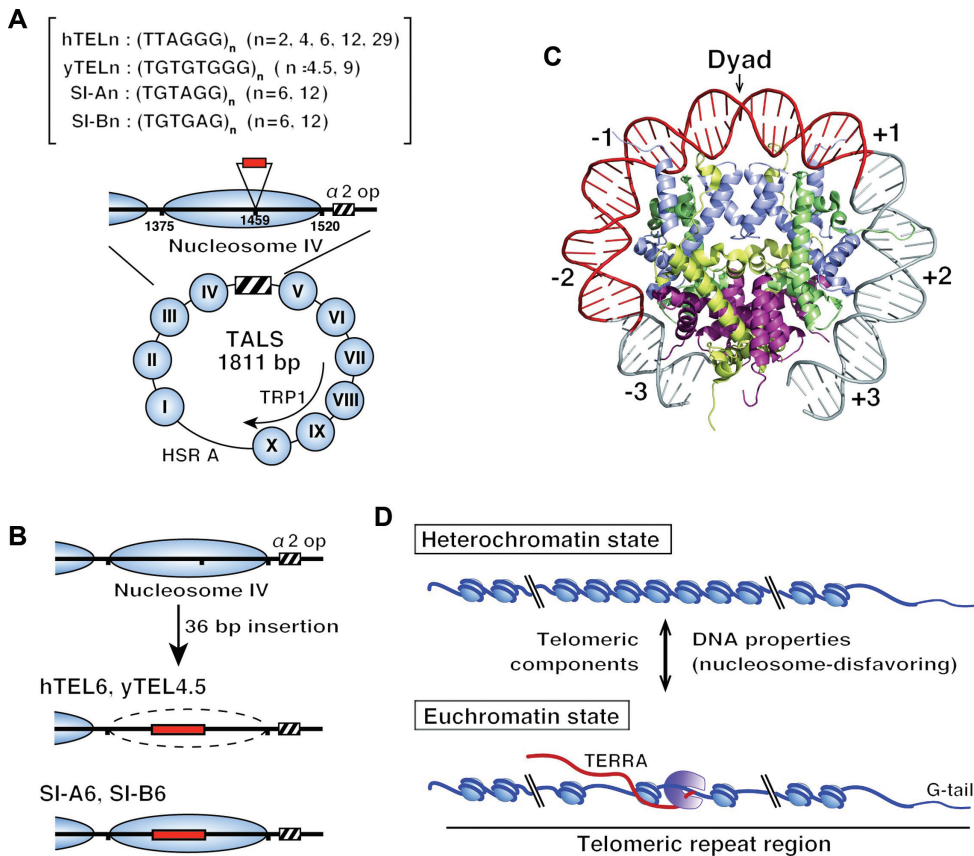 A
hTELn : (TTAGGG)n (n=2, 4, 6, 12, 29)
yTELn : (TGTGTGGG)n ( n :4.5, 9)
SI-An : (TGTAGG)n (n=6, 12)
SI-Bn : (TGTGAG)n (n=6, 12)
α2 op
1375
1459
1520
Nucleosome IV
IV
V
III
VI
II
TALS
1811 bp
VII
TRP1
I
VIII
IX
X
HSR A
B
α2 op
Nucleosome IV
36 bp insertion
hTEL6, yTEL4.5
SI-A6, SI-B6
C
Dyad
-1
+1
-2
+2
-3
+3
D
Heterochromatin state
Telomeric
components
DNA properties
(nucleosome-disfavoring)
Euchromatin state
TERRA
G-tail
Telomeric repeat region